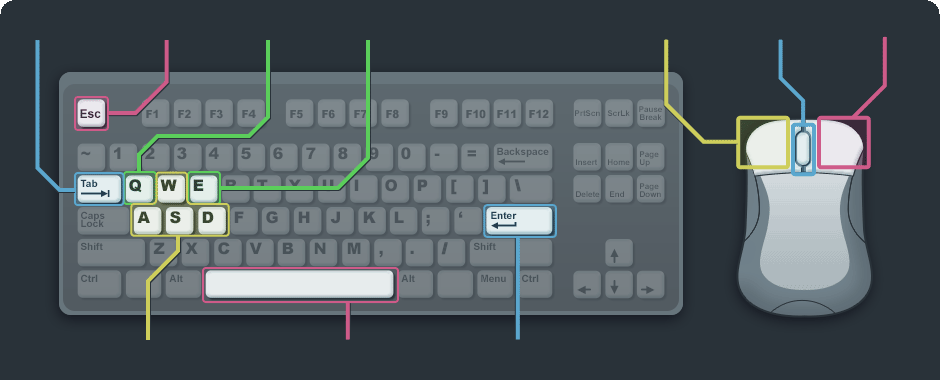 Esc F1 F2 F3 F4 F5 F6 F7 F8 F9 F10 F11 F12 PrtScn ScrLk Pause Break
~ 1 2 3 4 5 6 7 8 9 0 - = Backspace Insert Home Page Up
Tab Q W E R T Y U I O P [ ] \ Delete End Page Down
Caps Lock A S D F G H J K L ; ‘ Enter
Shift Z X C V B N M , . / Shift
Ctrl Alt Alt Menu Ctrl